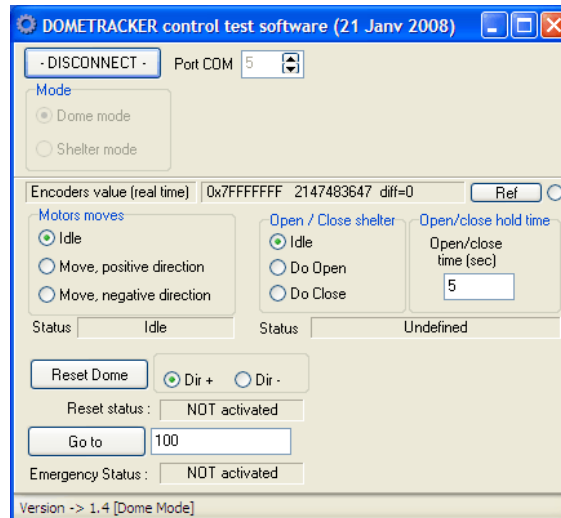 DOMETRACKER control test software (21 Janv 2008)
- DISCONNECT - Port COM 5
Mode
Dome mode
Shelter mode
Encoders value (real time) 0x7FFFFFFF 2147483647 diff=0 Ref
Motors moves Open / Close shelter Open/close hold time
Idle Idle Open/close
time (sec)
Move, positive direction Do Open
5
Move, negative direction Do Close
Status Idle Status Undefined
Reset Dome Dir + Dir -
Reset status : NOT activated
Go to 100
Emergency Status : NOT activated
Version -> 1.4 [Dome Mode]